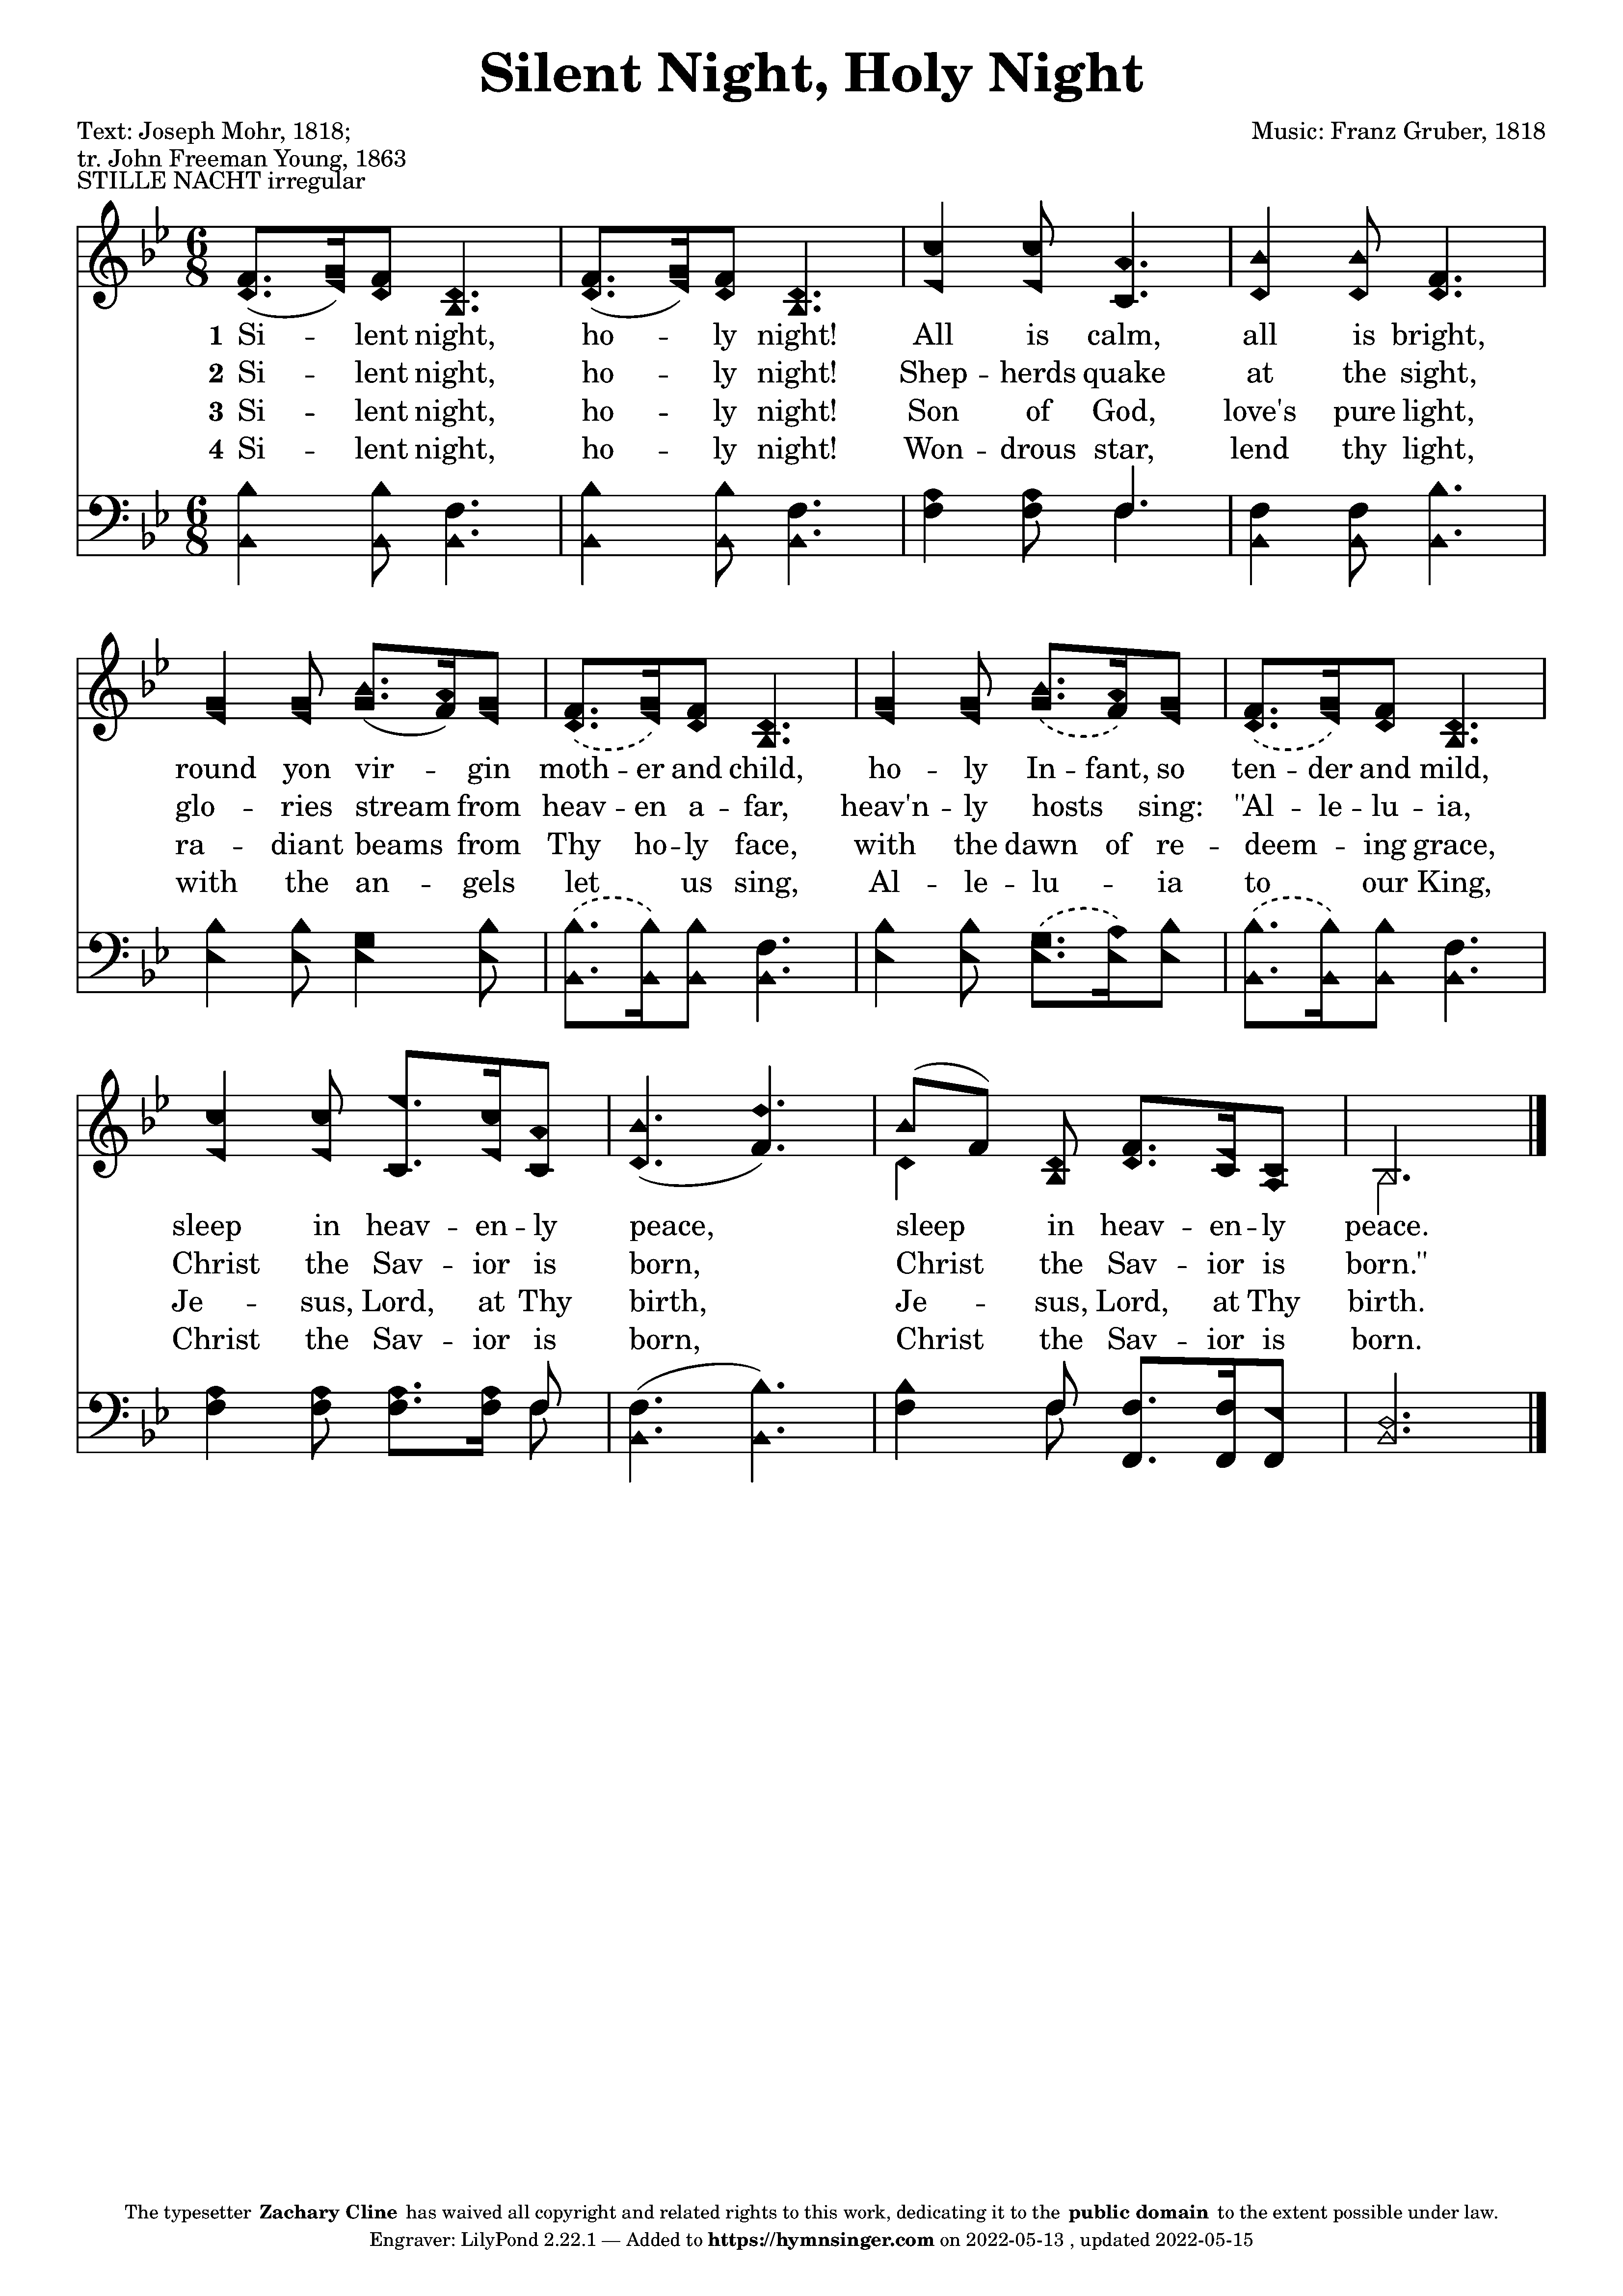 Silent Night, Holy Night
Text: Joseph Mohr, 1818;
Music: Franz Gruber, 1818
tr. John Freeman Young, 1863
STILLE NACHT irregular
6
8
1 Si -- lent night, ho -- ly night! All is calm, all is bright,
2 Si -- lent night, ho -- ly night! Shep -- herds quake at the sight,
3 Si -- lent night, ho -- ly night! Son of God, love's pure light,
4 Si -- lent night, ho -- ly night! Won -- drous star, lend thy light,
6
8
round yon vir -- gin moth -- er and child, ho -- ly In -- fant, so ten -- der and mild,
glo -- ries stream from heav -- en a -- far, heav'n -- ly hosts sing: "Al -- le -- lu -- ia,
ra -- diant beams from Thy ho -- ly face, with the dawn of re -- deem -- ing grace,
with the an -- gels let us sing, Al -- le -- lu -- ia to our King,
sleep in heav -- en -- ly peace, sleep in heav -- en -- ly peace.
Christ the Sav -- ior is born, Christ the Sav -- ior is born."
Je -- sus, Lord, at Thy birth, Je -- sus, Lord, at Thy birth.
Christ the Sav -- ior is born, Christ the Sav -- ior is born.
The typesetter Zachary Cline has waived all copyright and related rights to this work, dedicating it to the public domain to the extent possible under law.
Engraver: LilyPond 2.22.1 — Added to https://hymnsinger.com on 2022-05-13 , updated 2022-05-15